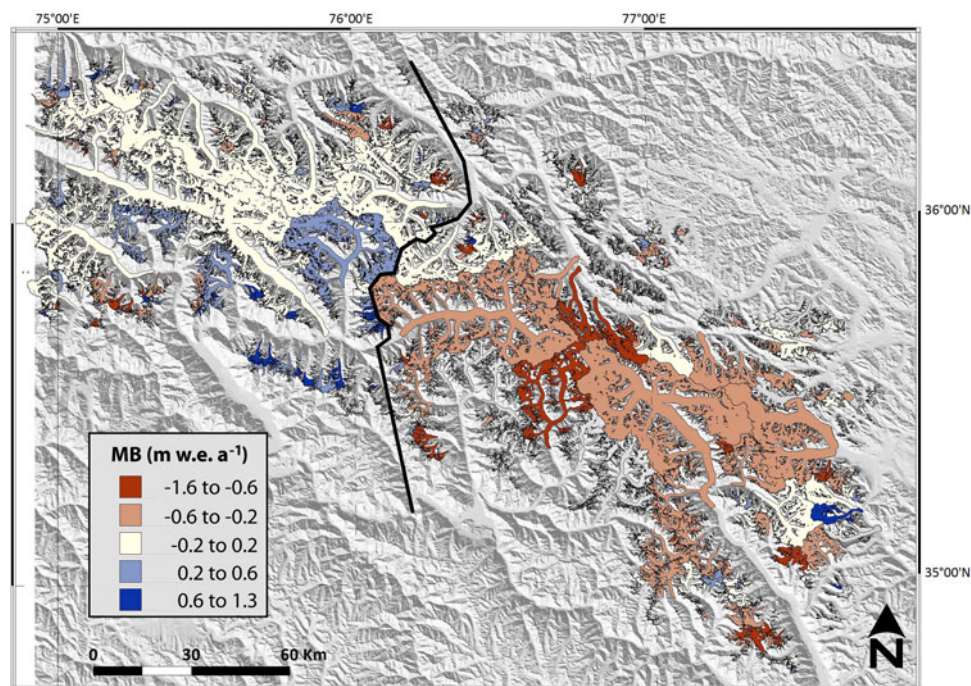 75°00'E 76°00'E 77°00'E
36°00'N
35°00'N
MB (m w.e. a⁻¹)
-1.6 to -0.6
-0.6 to -0.2
-0.2 to 0.2
0.2 to 0.6
0.6 to 1.3
0 30 60 Km
N